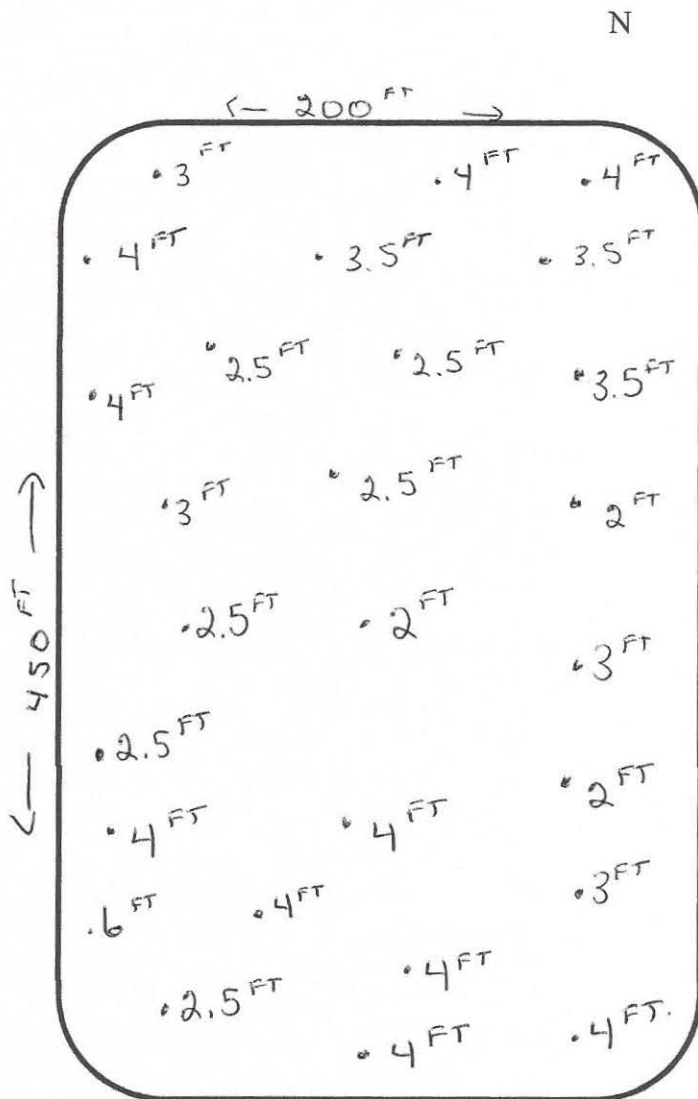 N
← 200 FT →
3 FT 4 FT 4 FT
4 FT 3.5 FT 3.5 FT
2.5 FT 2.5 FT
4 FT 3.5 FT
3 FT 2.5 FT 2 FT
2.5 FT 2 FT
← 450 FT →
3 FT
2.5 FT
2 FT
4 FT 4 FT
3 FT
6 FT 4 FT
4 FT
2.5 FT
4 FT 4 FT.